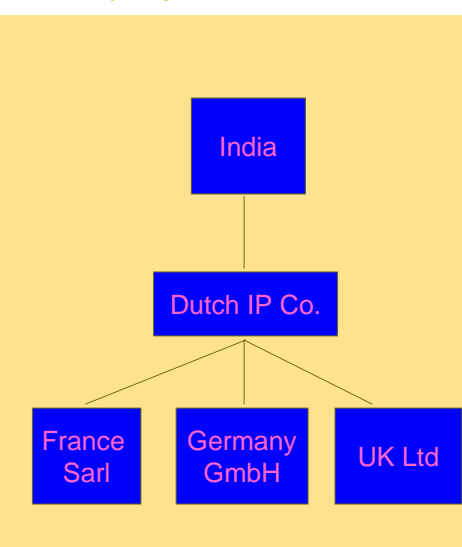 India
Dutch IP Co.
France
Sarl
Germany
GmbH
UK Ltd